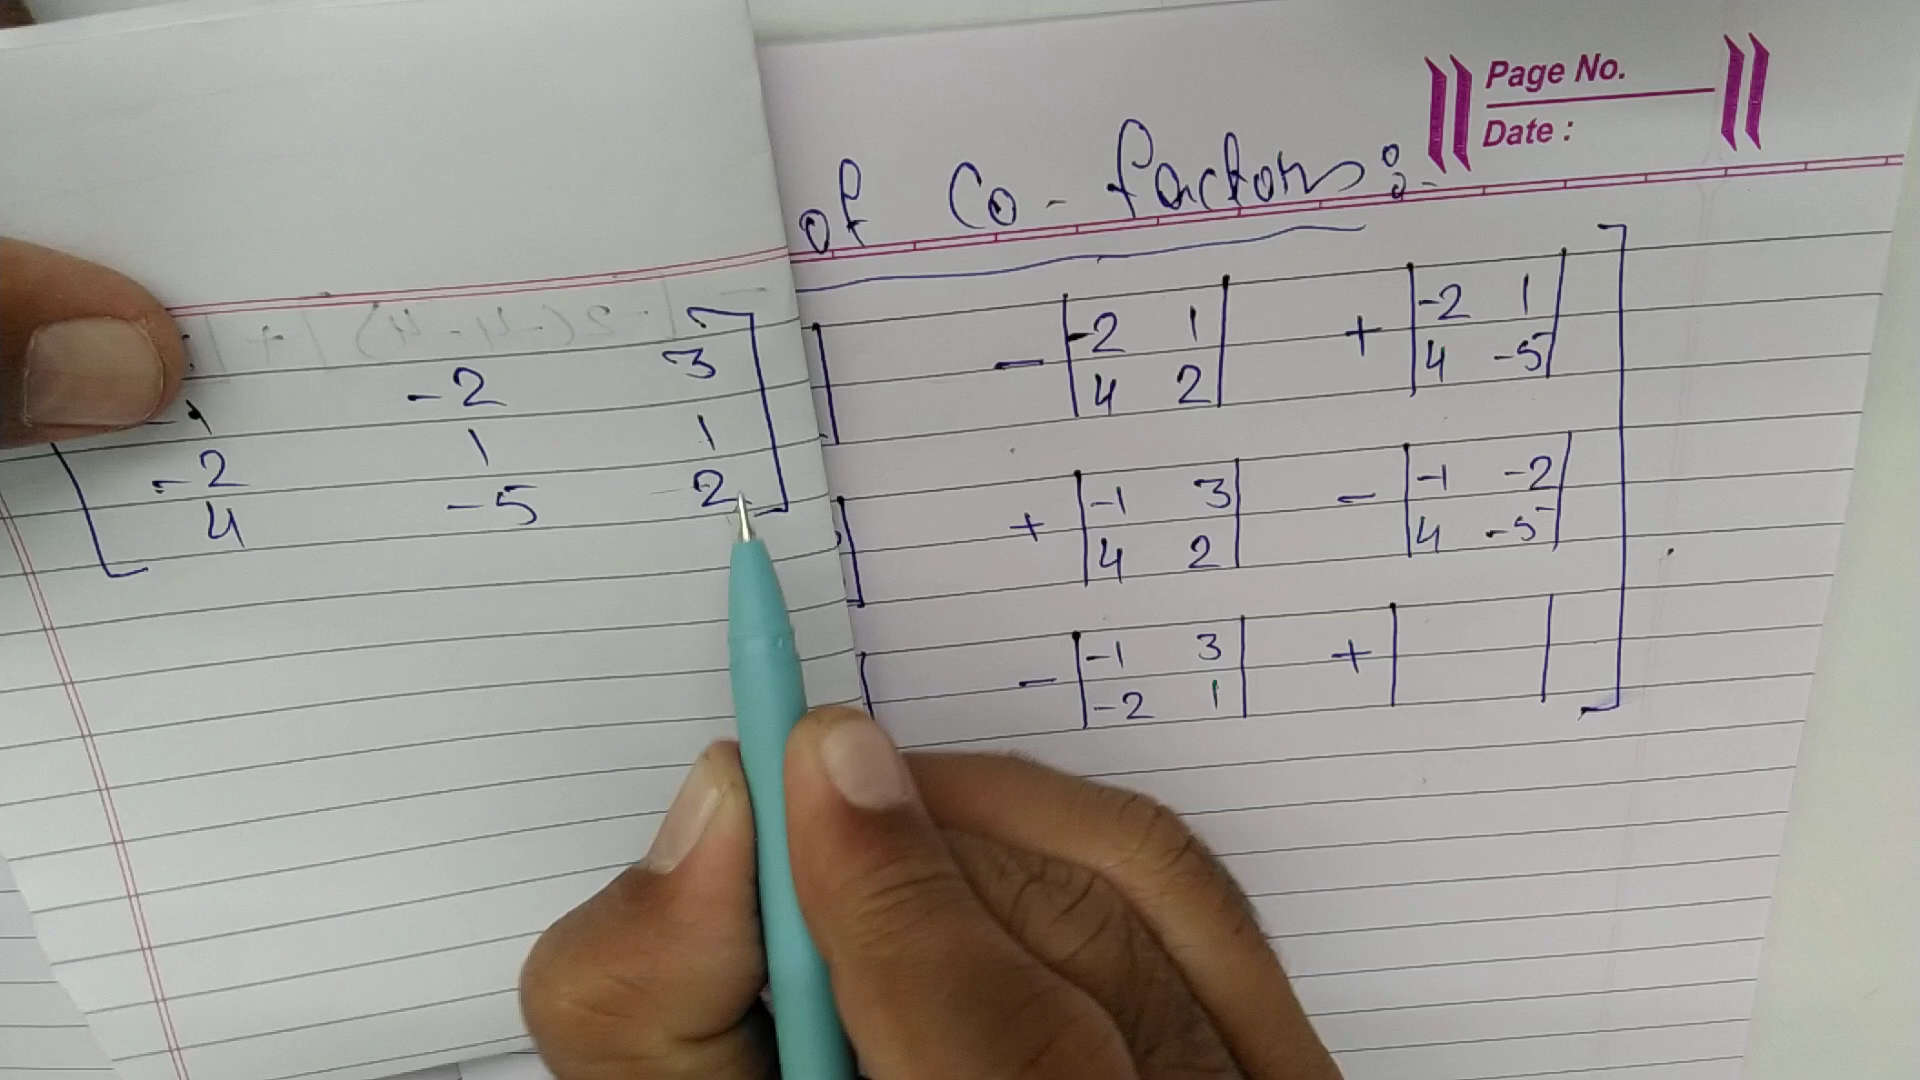 Page No.
Date :
of Co-factors:-
-2 3
-2 1 1
4 -5 2
- |-2 1| + |-2 1|
|4 2| |4 -5|
+ |-1 3| - |-1 -2|
|4 2| |4 -5|
- |-1 3| + | |
|-2 1|